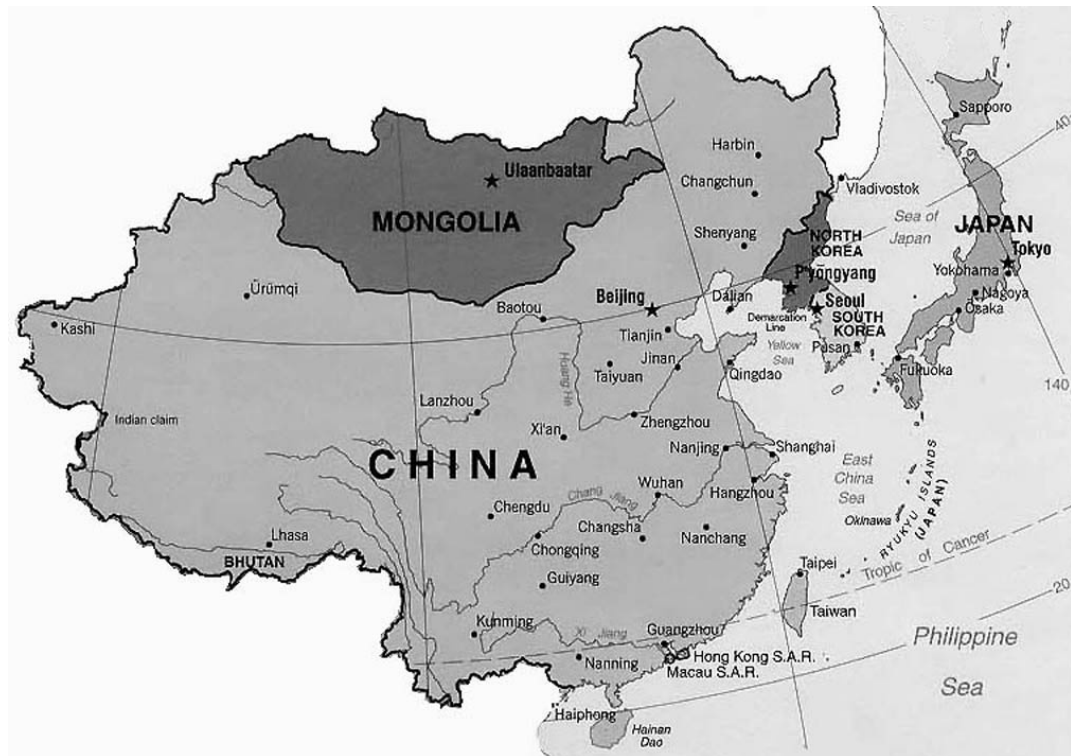 Sapporo
40
Harbin
Ulaanbaatar
Changchun
Vladivostok
MONGOLIA
Sea of
Japan
JAPAN
Shenyang
NORTH
KOREA
Tokyo
P'yŏngyang
Yokohama
Ürümqi
Beijing
Dalian
Seoul
Nagoya
Baotou
Ōsaka
Kashi
Demarcation
Line
SOUTH
KOREA
Tianjin
Yellow
Sea
Pusan
Jinan
Huang He
Taiyuan
Qingdao
Fukuoka
140
Lanzhou
Indian claim
Zhengzhou
Xi'an
Nanjing
Shanghai
CHINA
East
China
Sea
Wuhan
Hangzhou
Chang Jiang
Chengdu
RYUKYU ISLANDS
(JAPAN)
Okinawa
Changsha
Nanchang
Lhasa
Chongqing
BHUTAN
Taipei
Tropic of Cancer
Guiyang
20
Taiwan
Kunming
Xi Jiang
Guangzhou
Philippine
Sea
Hong Kong S.A.R.
Nanning
Macau S.A.R.
Haiphong
Hainan
Dao